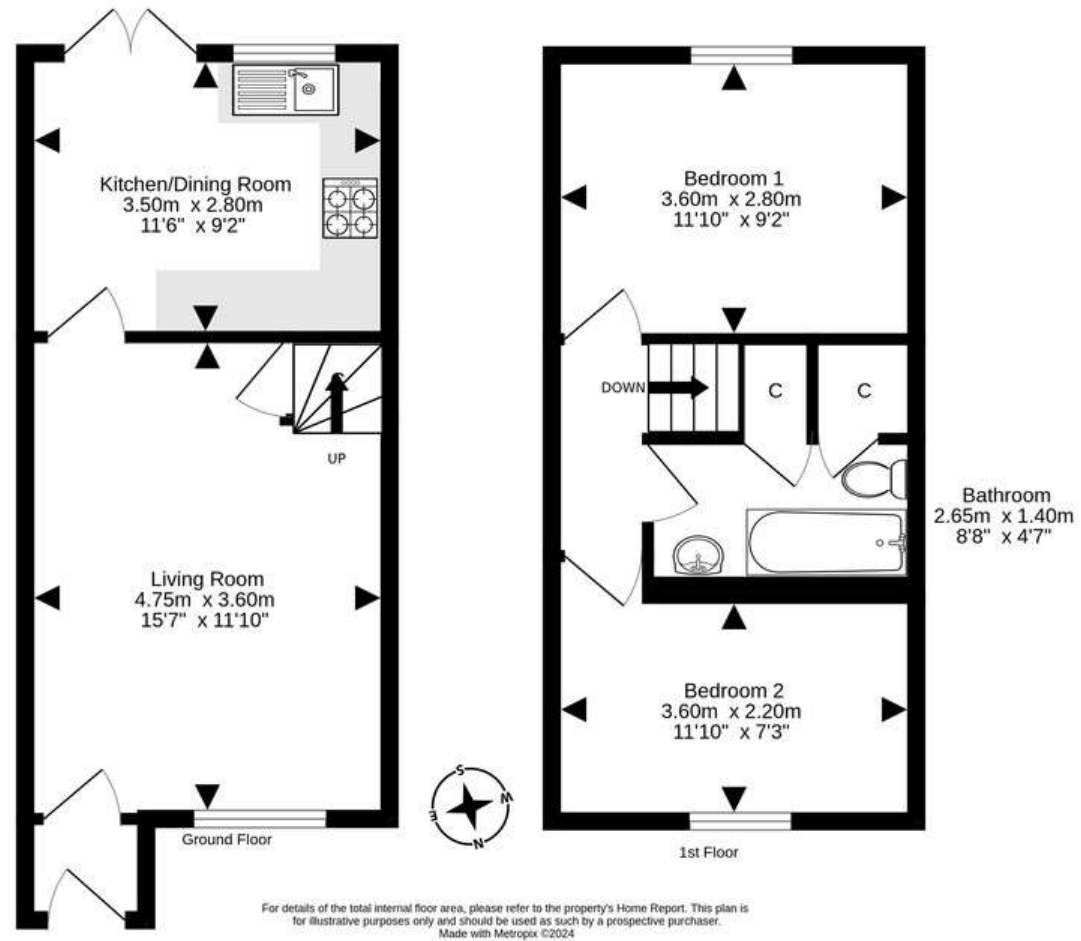 Kitchen/Dining Room
3.50m x 2.80m
11'6" x 9'2"
UP
Living Room
4.75m x 3.60m
15'7" x 11'10"
Ground Floor
S
W
E
N
Bedroom 1
3.60m x 2.80m
11'10" x 9'2"
DOWN
C
C
Bathroom
2.65m x 1.40m
8'8" x 4'7"
Bedroom 2
3.60m x 2.20m
11'10" x 7'3"
1st Floor
For details of the total internal floor area, please refer to the property's Home Report. This plan is
for illustrative purposes only and should be used as such by a prospective purchaser.
Made with Metropix ©2024